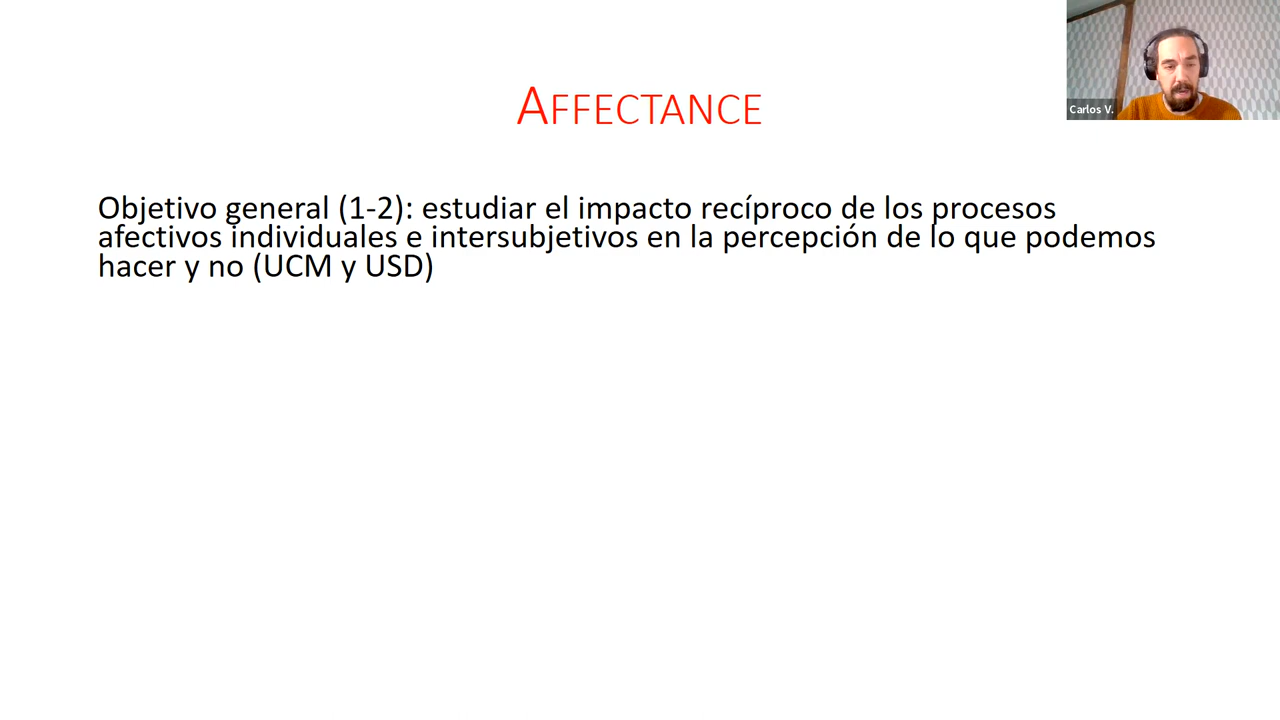 AFFECTANCE
Carlos V.
Objetivo general (1-2): estudiar el impacto recíproco de los procesos
afectivos individuales e intersubjetivos en la percepción de lo que podemos
hacer y no (UCM y USD)